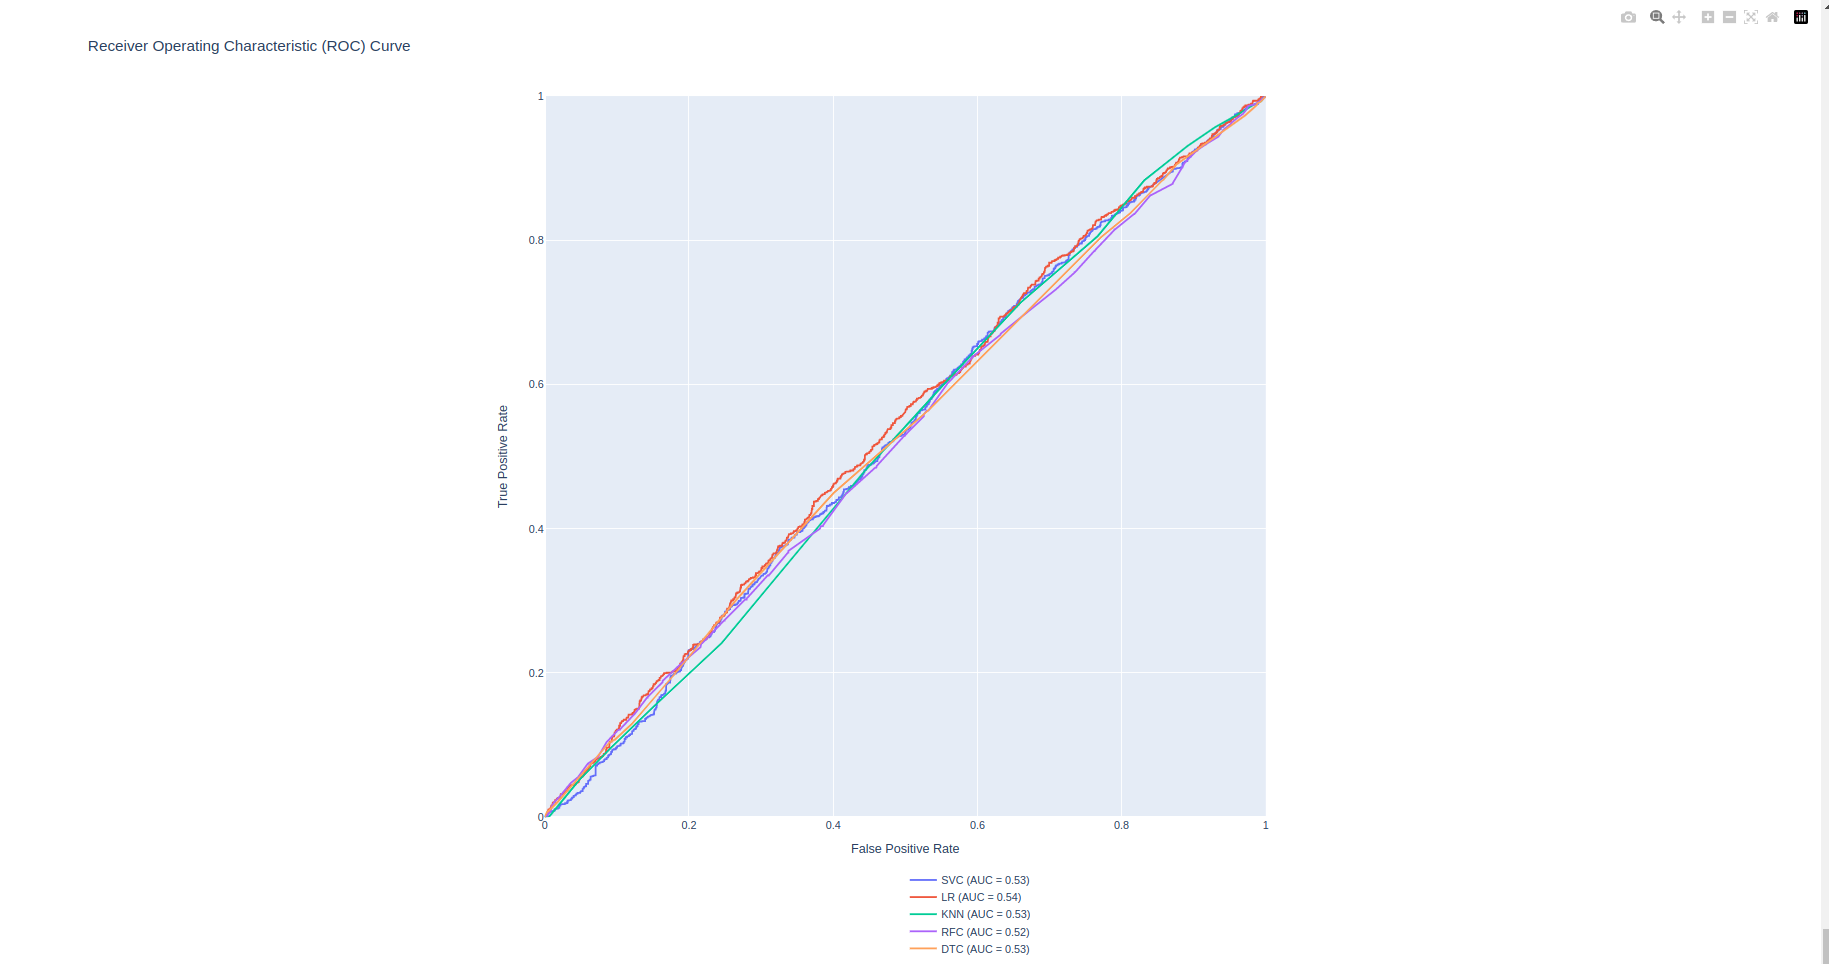 Receiver Operating Characteristic (ROC) Curve
1
0.8
0.6
0.4
0.2
0
True Positive Rate
0 0.2 0.4 0.6 0.8 1
False Positive Rate
SVC (AUC = 0.53)
LR (AUC = 0.54)
KNN (AUC = 0.53)
RFC (AUC = 0.52)
DTC (AUC = 0.53)